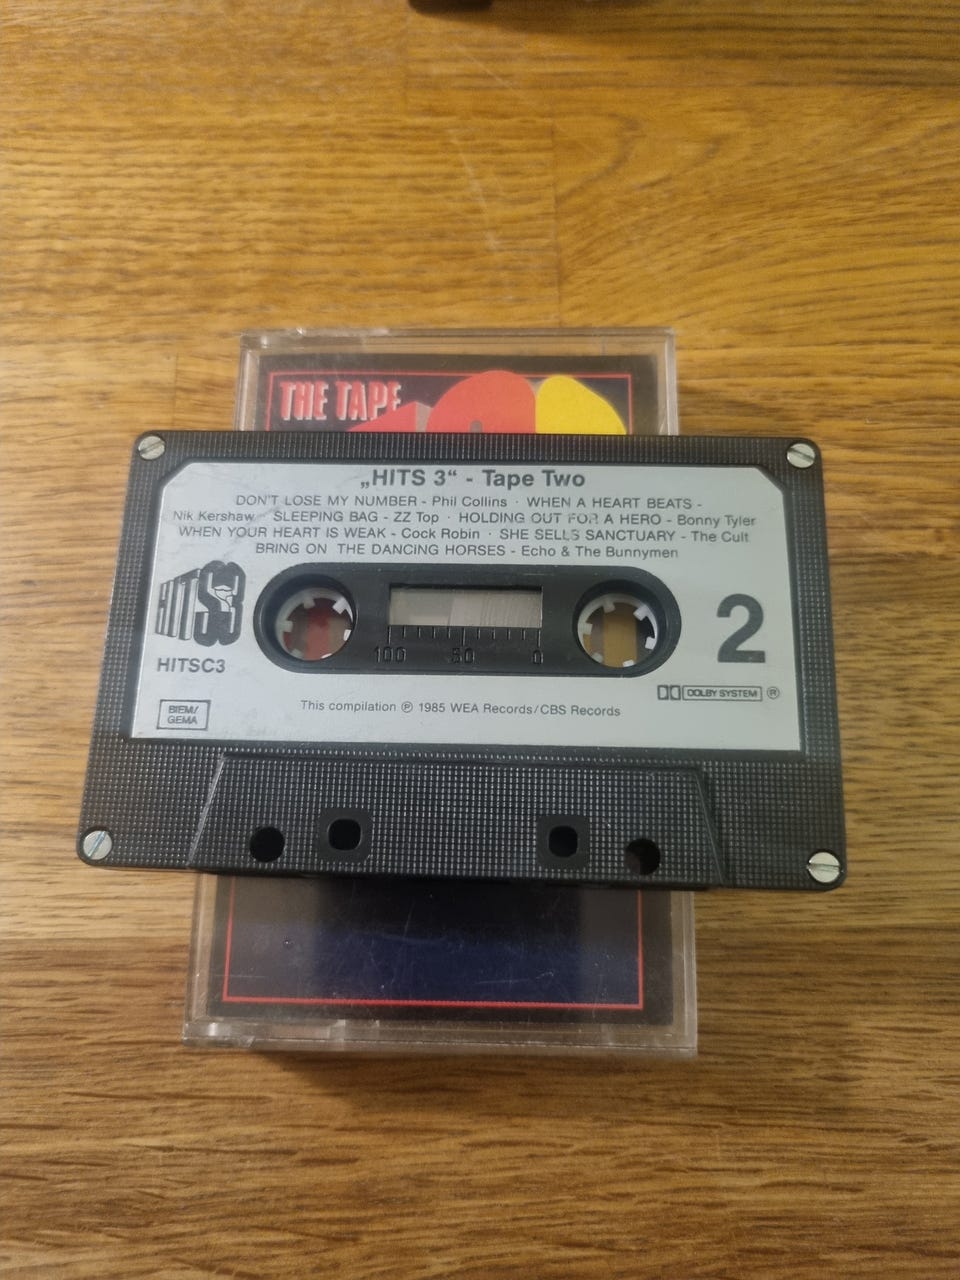 THE TAPE
„HITS 3“ - Tape Two
DON'T LOSE MY NUMBER - Phil Collins · WHEN A HEART BEATS -
Nik Kershaw · SLEEPING BAG - ZZ Top · HOLDING OUT FOR A HERO - Bonny Tyler
WHEN YOUR HEART IS WEAK - Cock Robin · SHE SELLS SANCTUARY - The Cult
BRING ON THE DANCING HORSES - Echo & The Bunnymen
HITS3
HITSC3
100 50 0
2
DOLBY SYSTEM ®
BIEM/
GEMA
This compilation ℗ 1985 WEA Records/CBS Records